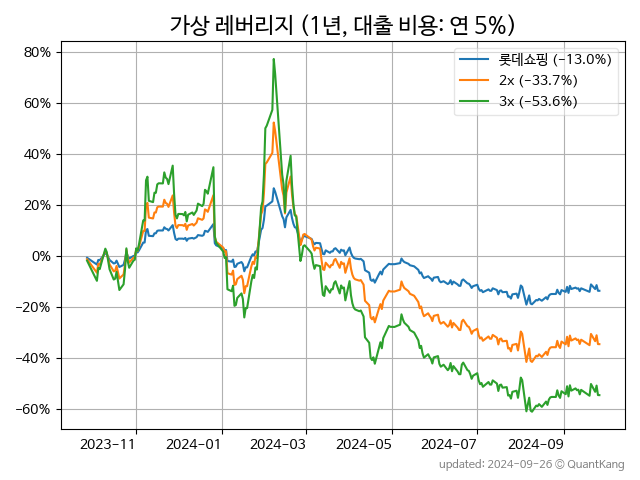 가상 레버리지 (1년, 대출 비용: 연 5%)
롯데쇼핑 (-13.0%)
2x (-33.7%)
3x (-53.6%)
80%
60%
40%
20%
0%
-20%
-40%
-60%
2023-11 2024-01 2024-03 2024-05 2024-07 2024-09
updated: 2024-09-26 © QuantKang